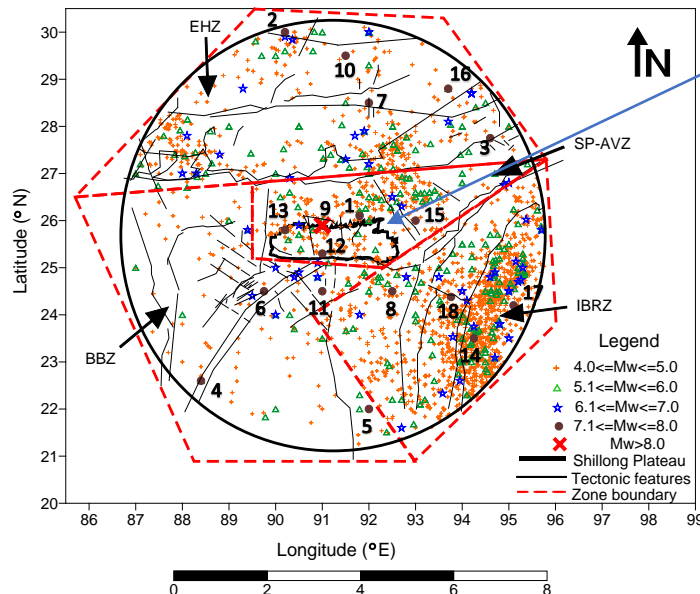 EHZ
2
30
10
N
29
16
7
28
3
SP-AVZ
27
Latitude (° N)
13
9
1
15
26
12
25
6
11
8
18
17
IBRZ
24
BBZ
14
Legend
23
4.0<=Mw<=5.0
4
5.1<=Mw<=6.0
22
5
6.1<=Mw<=7.0
7.1<=Mw<=8.0
21
Mw>8.0
Shillong Plateau
Tectonic features
20
Zone boundary
86 87 88 89 90 91 92 93 94 95 96 97 98 99
Longitude (°E)
0 2 4 6 8